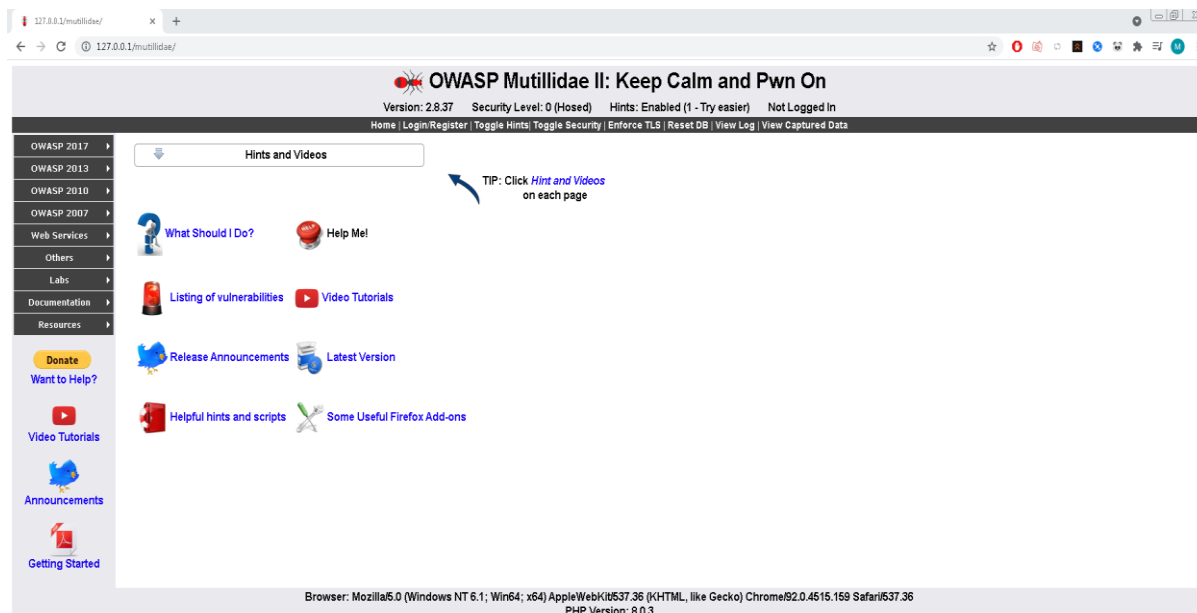 127.0.0.1/mutillidae/
127.0.0.1/mutillidae/
M
OWASP Mutillidae II: Keep Calm and Pwn On
Version: 2.8.37 Security Level: 0 (Hosed) Hints: Enabled (1 - Try easier) Not Logged In
Home | Login/Register | Toggle Hints| Toggle Security | Enforce TLS | Reset DB | View Log | View Captured Data
OWASP 2017
OWASP 2013
OWASP 2010
OWASP 2007
Web Services
Others
Labs
Documentation
Resources
Donate
Want to Help?
Video Tutorials
Announcements
Getting Started
Hints and Videos
TIP: Click Hint and Videos
on each page
What Should I Do?
HELP
Help Me!
Listing of vulnerabilities
Video Tutorials
Release Announcements
Latest Version
Helpful hints and scripts
Some Useful Firefox Add-ons
Browser: Mozilla/5.0 (Windows NT 6.1; Win64; x64) AppleWebKit/537.36 (KHTML, like Gecko) Chrome/92.0.4515.159 Safari/537.36
PHP Version: 8.0.3